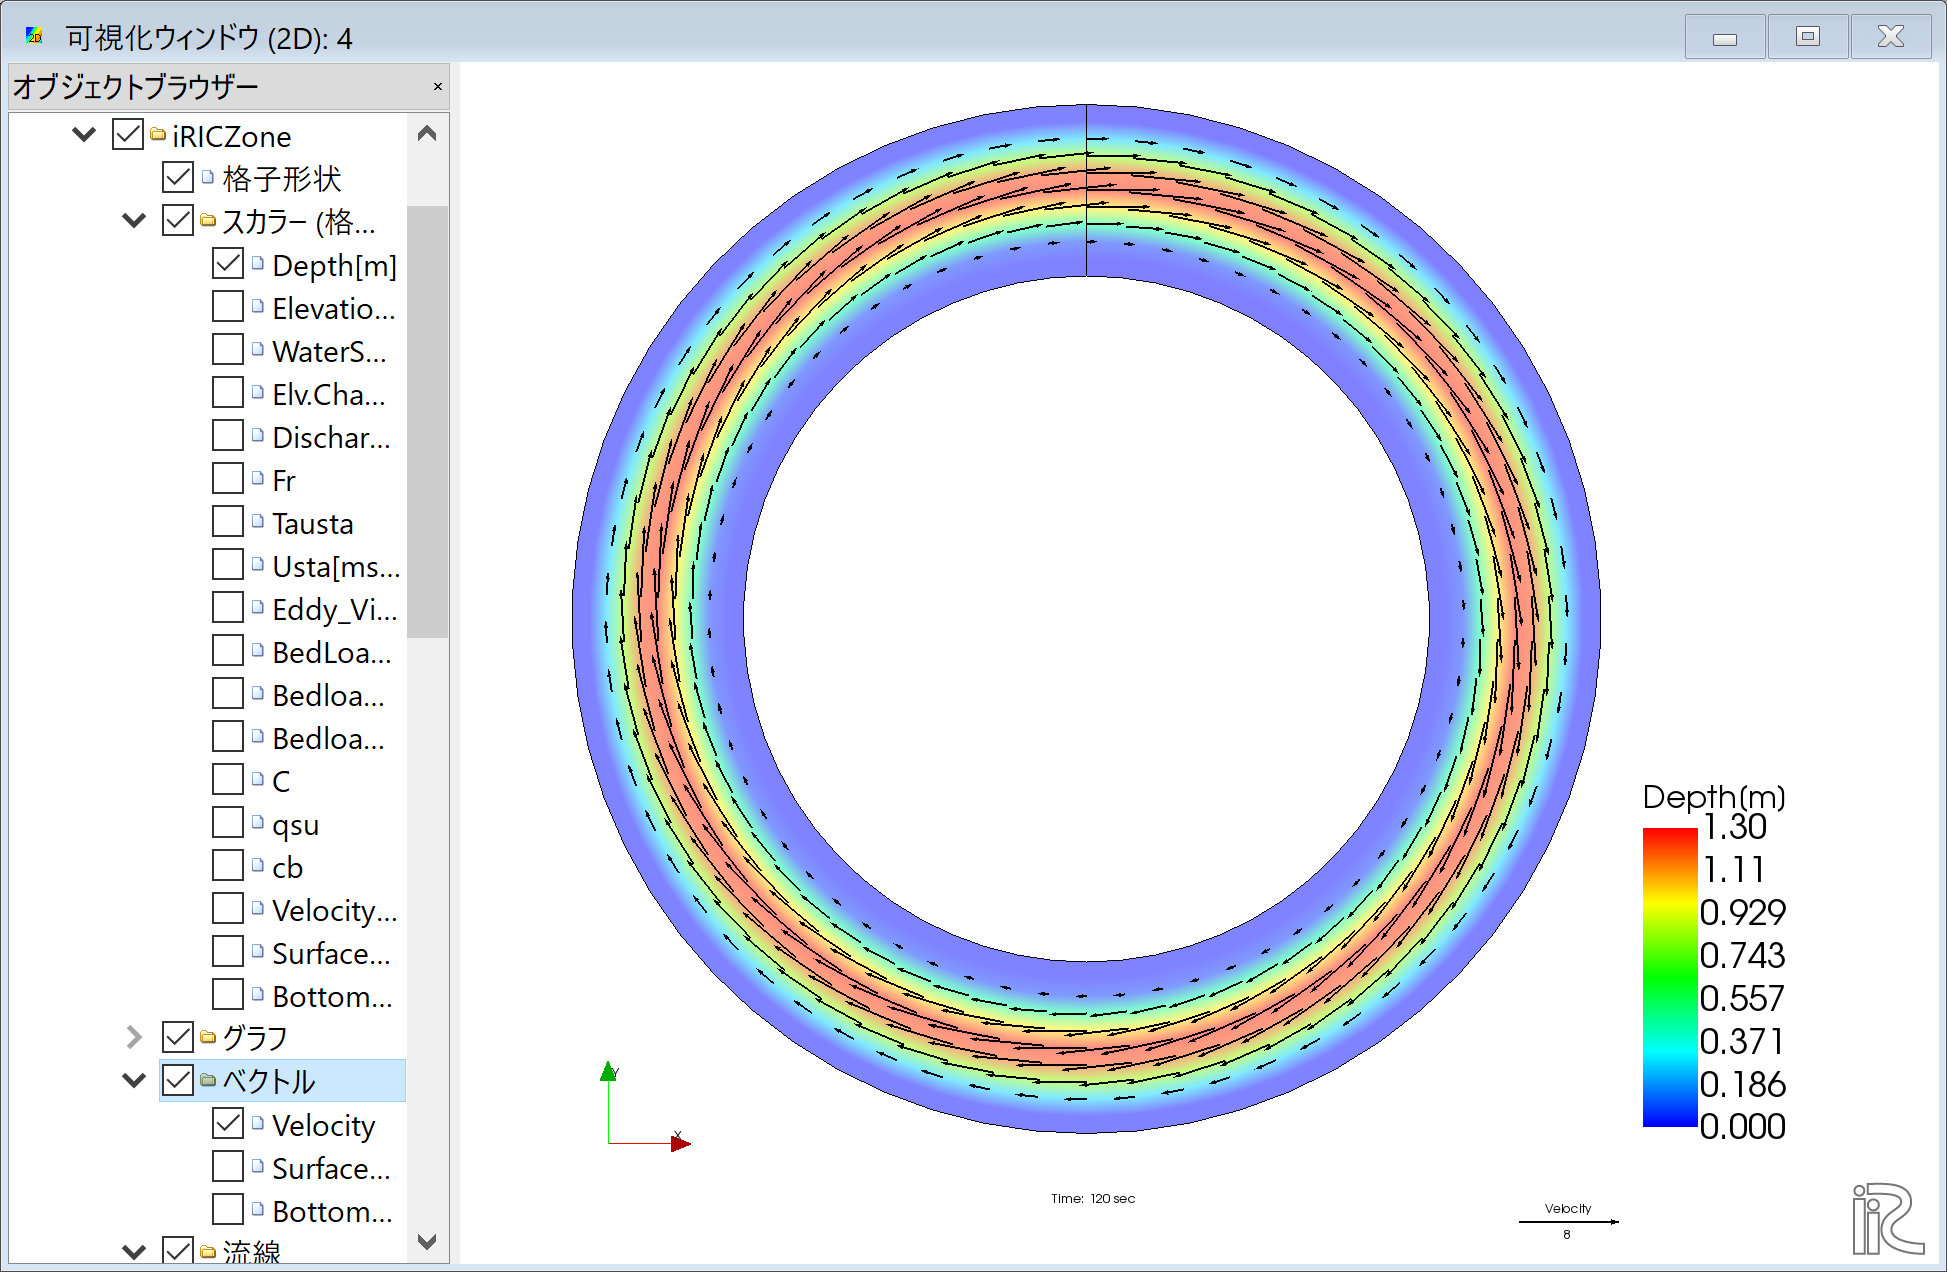 可視化ウィンドウ (2D): 4
オブジェクトブラウザー
iRICZone
格子形状
スカラー (格...
Depth[m]
Elevatio...
WaterS...
Elv.Cha...
Dischar...
Fr
Tausta
Usta[ms...
Eddy_Vi...
BedLoa...
Bedloa...
Bedloa...
C
qsu
cb
Velocity...
Surface...
Bottom...
グラフ
ベクトル
Velocity
Surface...
Bottom...
流線
Y
X
Time: 120 sec
Depth(m)
1.30
1.11
0.929
0.743
0.557
0.371
0.186
0.000
Velocity
8
iRIC